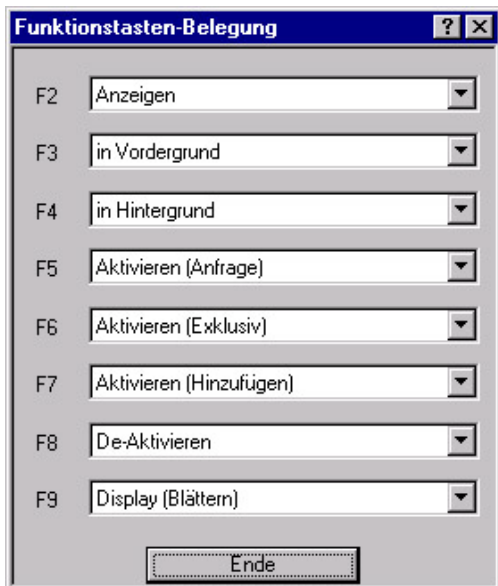 Funktionstasten-Belegung
F2 Anzeigen
F3 in Vordergrund
F4 in Hintergrund
F5 Aktivieren (Anfrage)
F6 Aktivieren (Exklusiv)
F7 Aktivieren (Hinzufügen)
F8 De-Aktivieren
F9 Display (Blättern)
Ende